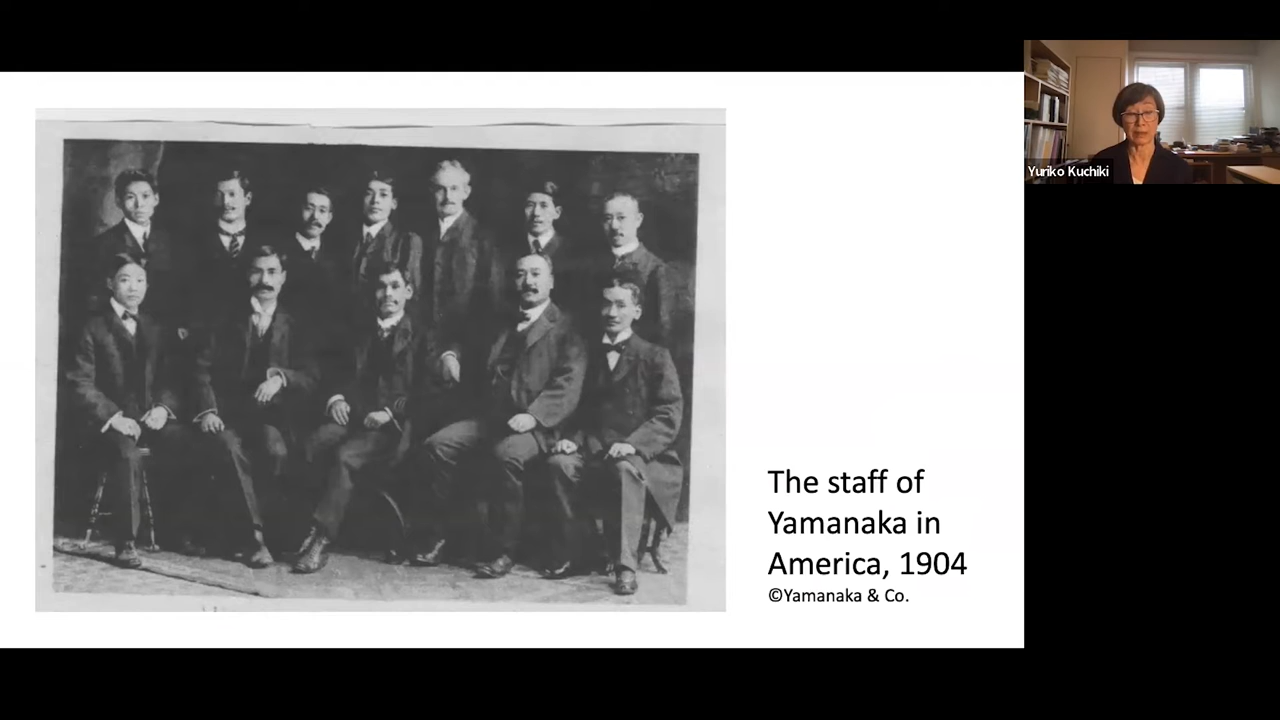 Yuriko Kuchiki
The staff of
Yamanaka in
America, 1904
©Yamanaka & Co.